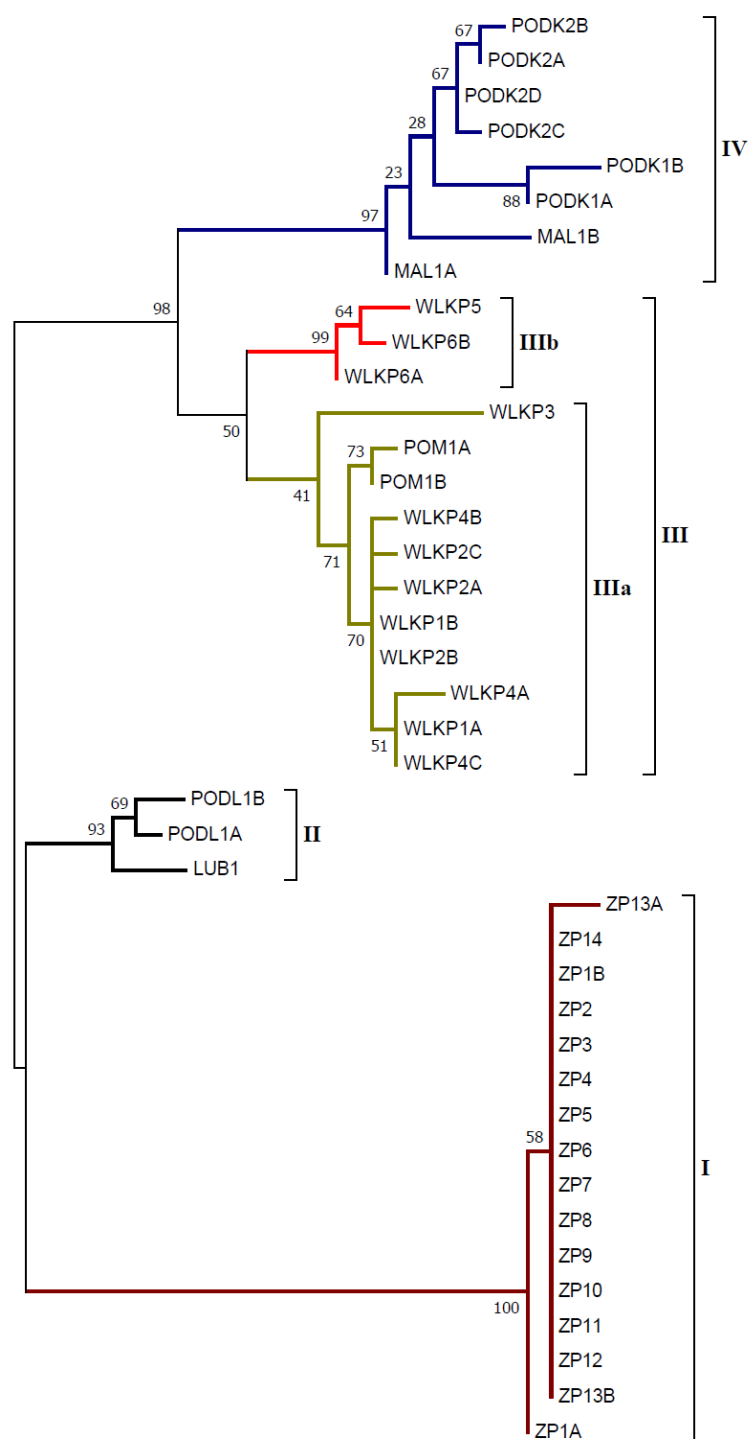 PODK2B
67
PODK2A
67
PODK2D
28
PODK2C
IV
23
PODK1B
88
PODK1A
97
MAL1B
MAL1A
98
WLKP5
64
WLKP6B
IIIb
99
WLKP6A
50
WLKP3
41
73
POM1A
POM1B
WLKP4B
III
71
WLKP2C
WLKP2A
IIIa
WLKP1B
70
WLKP2B
WLKP4A
WLKP1A
51
WLKP4C
PODL1B
69
PODL1A
II
93
LUB1
ZP13A
ZP14
ZP1B
ZP2
ZP3
ZP4
ZP5
58
ZP6
I
ZP7
ZP8
ZP9
ZP10
100
ZP11
ZP12
ZP13B
ZP1A